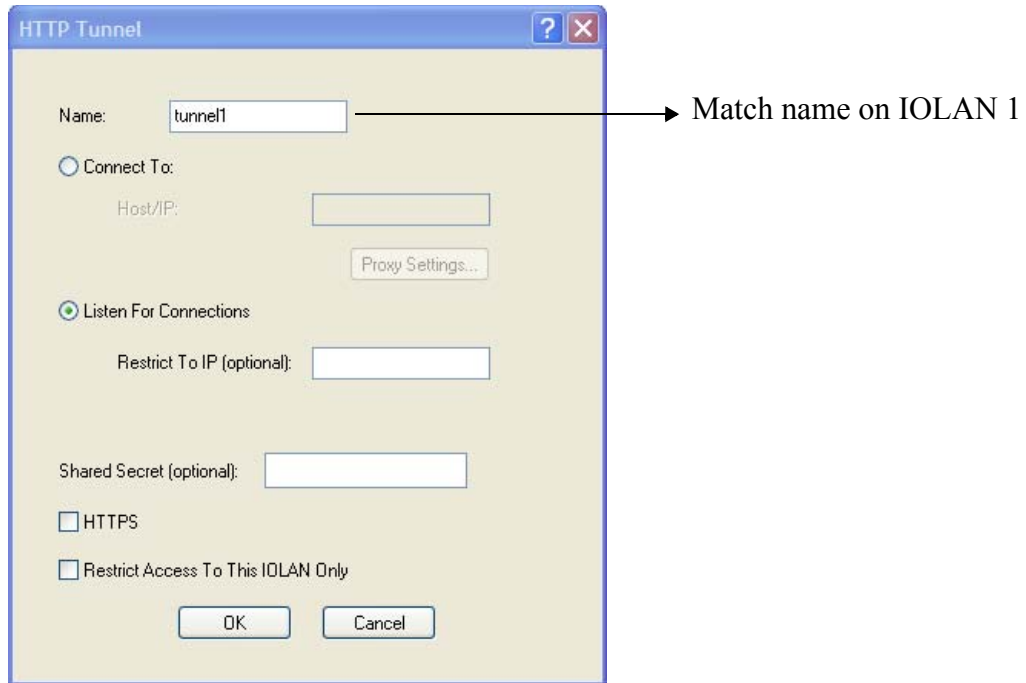 HTTP Tunnel
Name: tunnel1
Match name on IOLAN 1
Connect To:
Host/IP:
Proxy Settings...
Listen For Connections
Restrict To IP (optional):
Shared Secret (optional):
HTTPS
Restrict Access To This IOLAN Only
OK Cancel